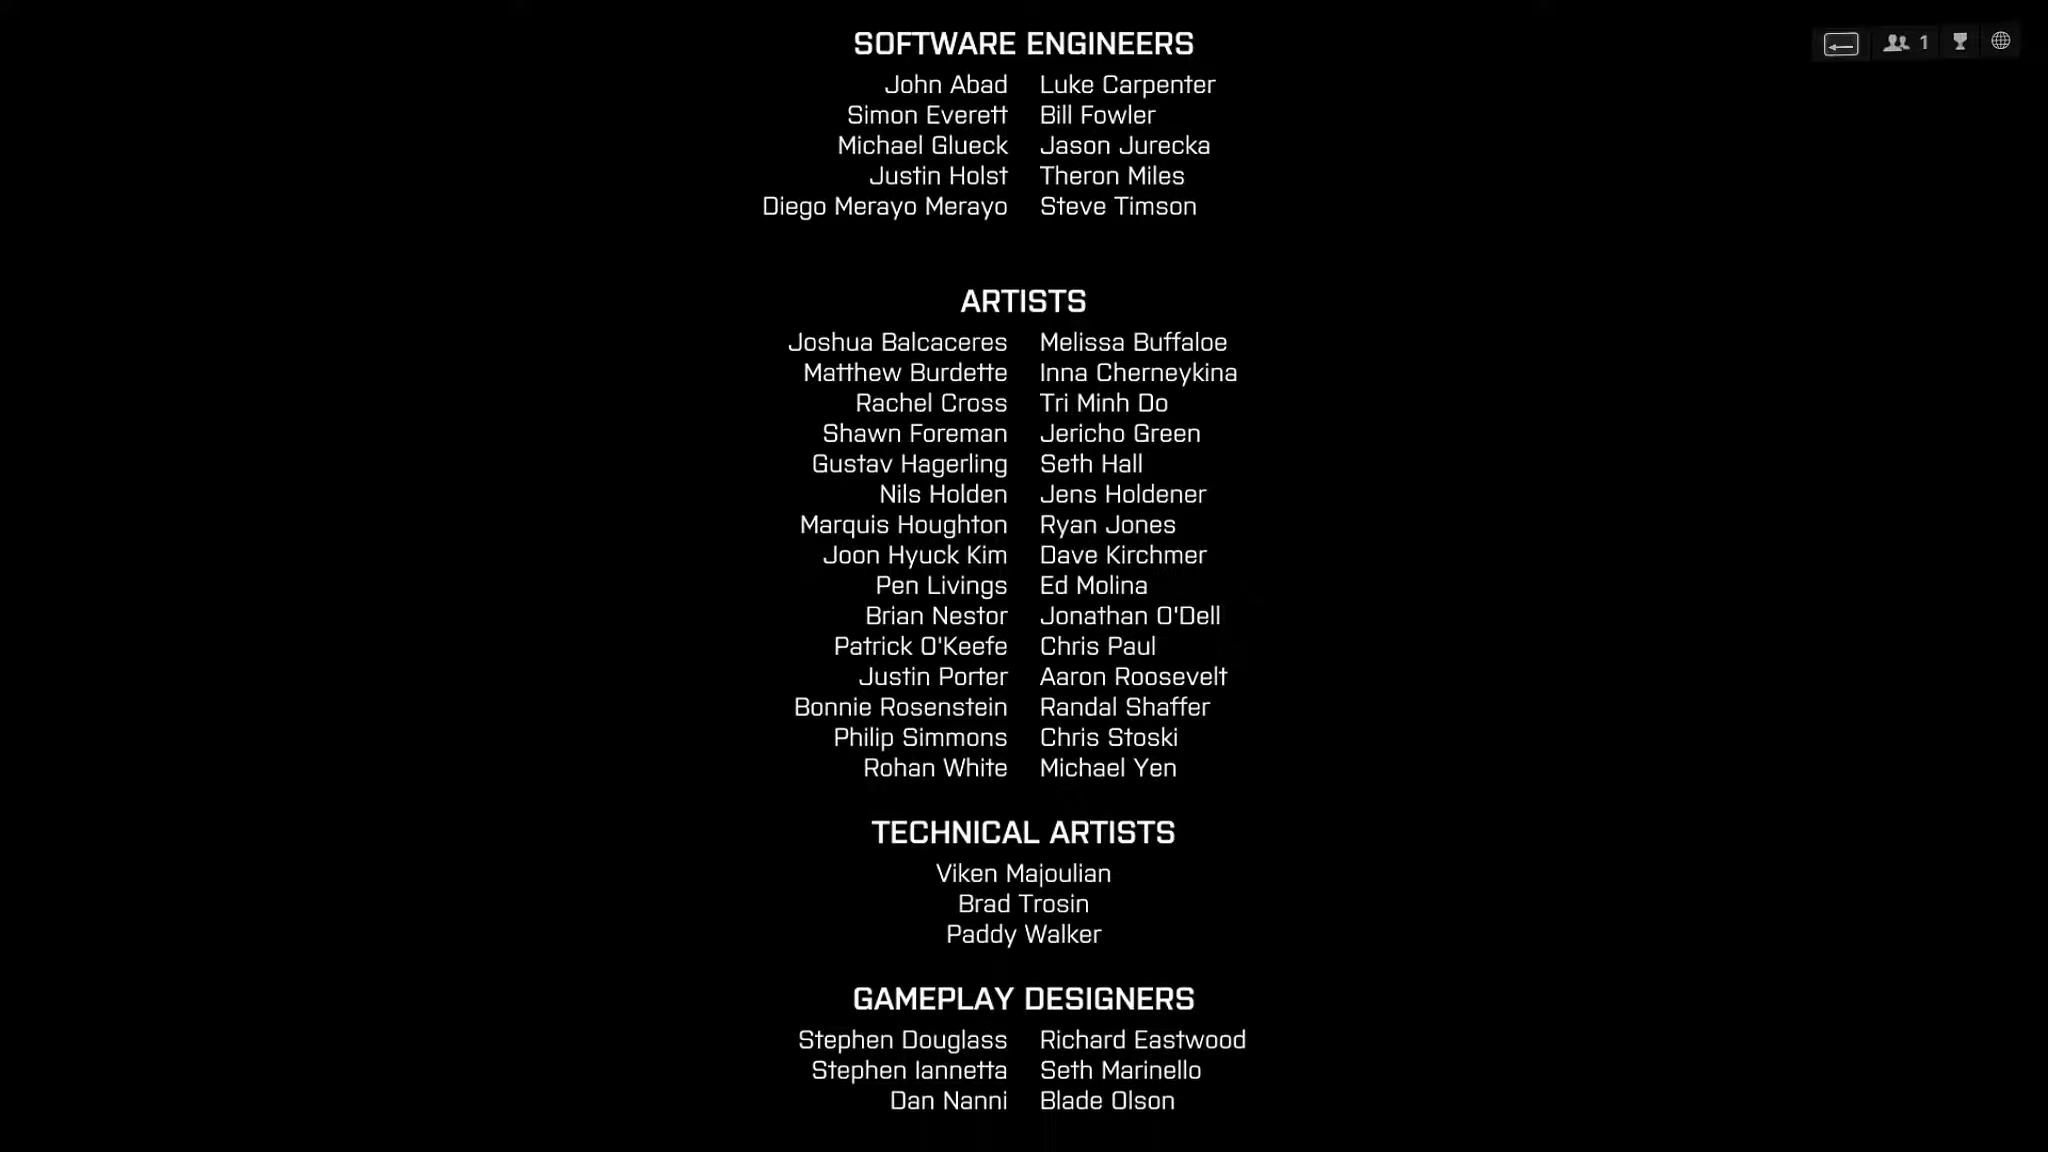 SOFTWARE ENGINEERS
1
John Abad Luke Carpenter
Simon Everett Bill Fowler
Michael Glueck Jason Jurecka
Justin Holst Theron Miles
Diego Merayo Merayo Steve Timson
ARTISTS
Joshua Balcaceres Melissa Buffaloe
Matthew Burdette Inna Cherneykina
Rachel Cross Tri Minh Do
Shawn Foreman Jericho Green
Gustav Hagerling Seth Hall
Nils Holden Jens Holdener
Marquis Houghton Ryan Jones
Joon Hyuck Kim Dave Kirchmer
Pen Livings Ed Molina
Brian Nestor Jonathan O'Dell
Patrick O'Keefe Chris Paul
Justin Porter Aaron Roosevelt
Bonnie Rosenstein Randal Shaffer
Philip Simmons Chris Stoski
Rohan White Michael Yen
TECHNICAL ARTISTS
Viken Majoulian
Brad Trosin
Paddy Walker
GAMEPLAY DESIGNERS
Stephen Douglass Richard Eastwood
Stephen Iannetta Seth Marinello
Dan Nanni Blade Olson